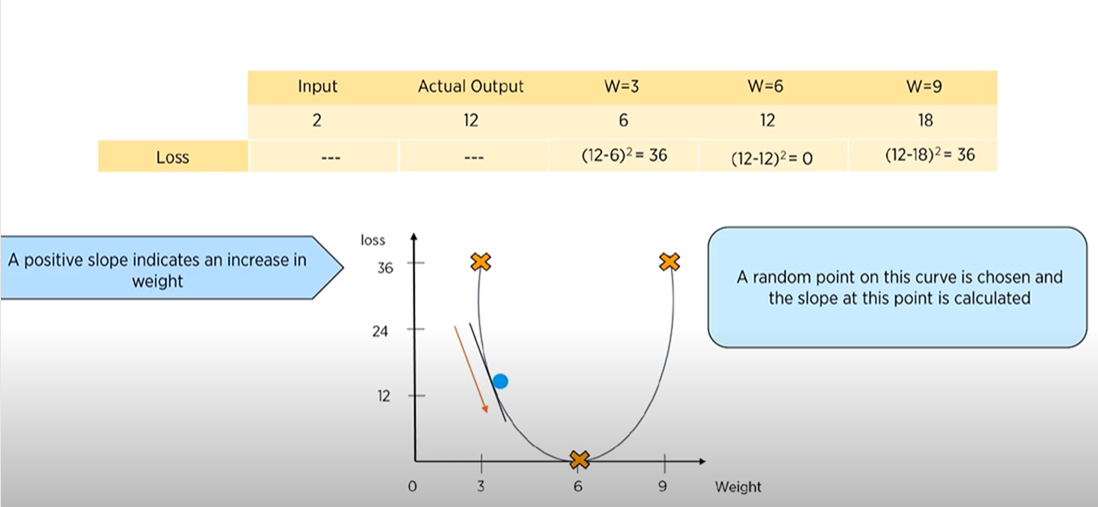 Input Actual Output W=3 W=6 W=9
2 12 6 12 18
Loss --- --- (12-6)²= 36 (12-12)²= 0 (12-18)²= 36
A positive slope indicates an increase in
weight
loss
36
24
12
0 3 6 9 Weight
A random point on this curve is chosen and
the slope at this point is calculated